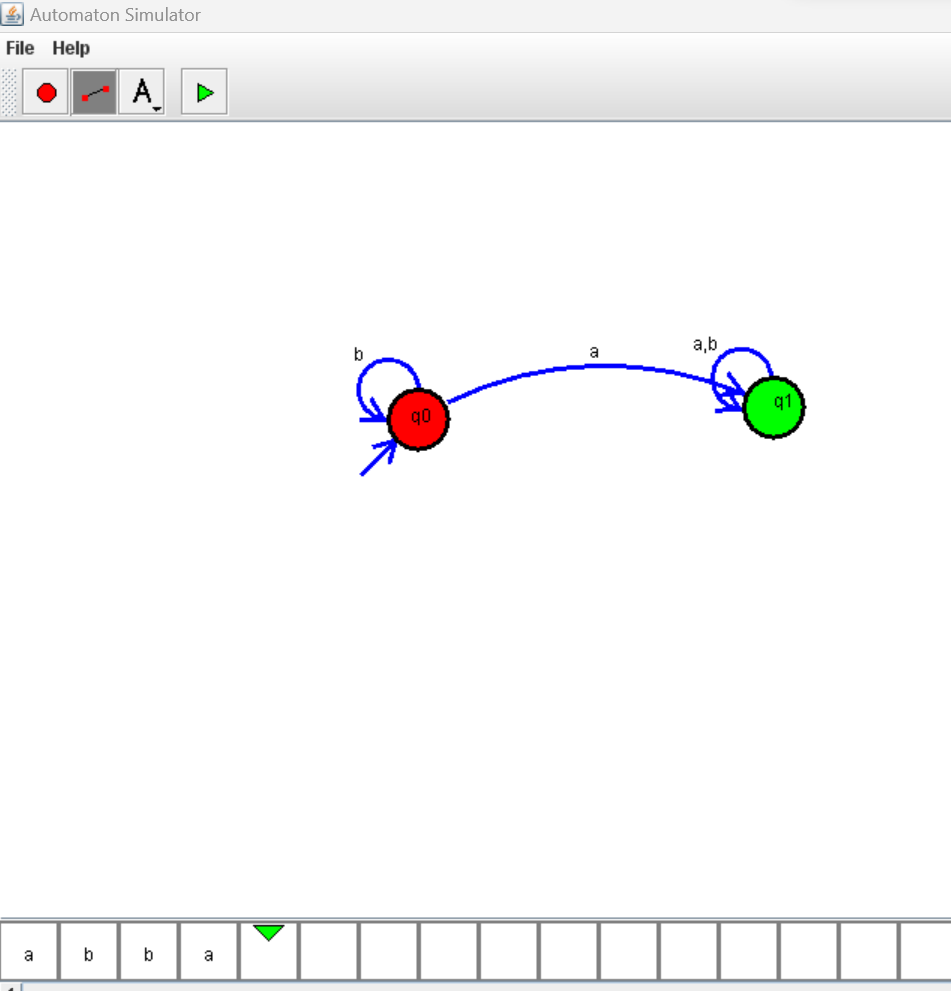 Automaton Simulator
File Help
A
b
a
a,b
q0
q1
a b b a